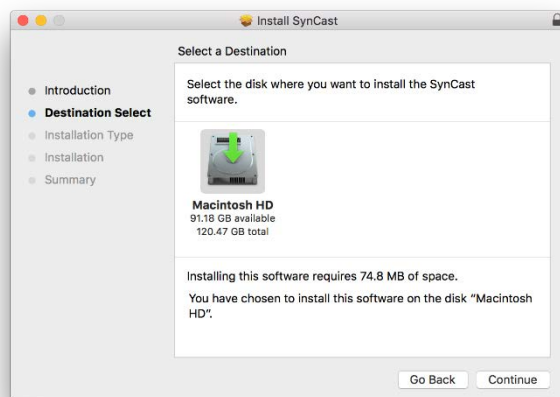 Install SynCast
Select a Destination
Introduction
Destination Select
Installation Type
Installation
Summary
Select the disk where you want to install the SynCast
software.
Macintosh HD
91.18 GB available
120.47 GB total
Installing this software requires 74.8 MB of space.
You have chosen to install this software on the disk “Macintosh
HD”.
Go Back
Continue